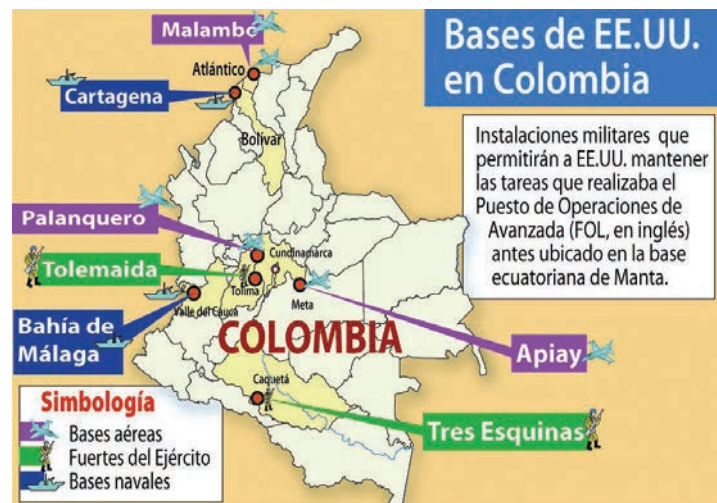 Bases de EE.UU.
en Colombia
Instalaciones militares que
permitirán a EE.UU. mantener
las tareas que realizaba el
Puesto de Operaciones de
Avanzada (FOL, en inglés)
antes ubicado en la base
ecuatoriana de Manta.
Malambo
Atlántico
Cartagena
Bolívar
Palanquero
Cundinamarca
Tolemaida
Tolima
Meta
Valle del Cauca
Bahía de
Málaga
COLOMBIA
Apiay
Caquetá
Tres Esquinas
Simbología
Bases aéreas
Fuertes del Ejército
Bases navales